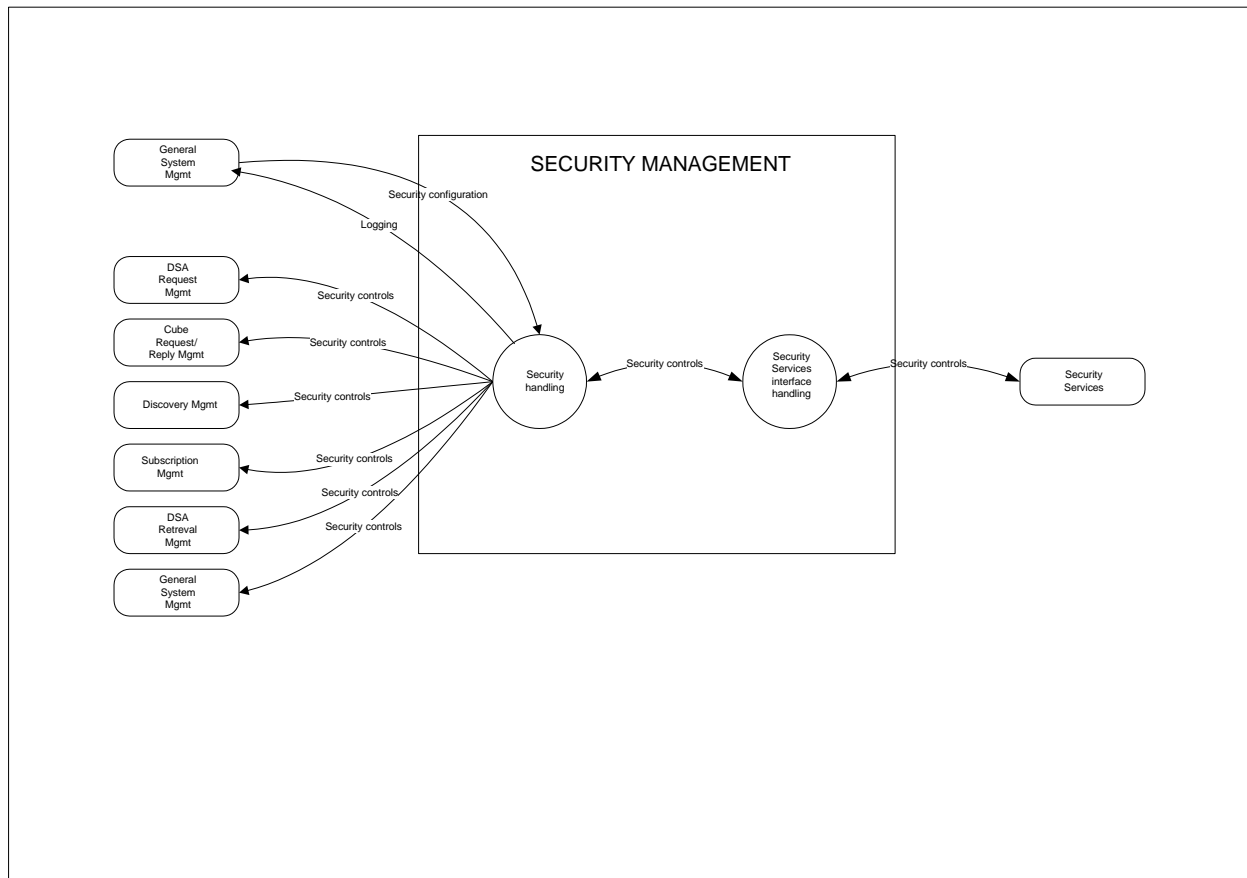 General
System
Mgmt
SECURITY MANAGEMENT
Security configuration
Logging
DSA
Request
Mgmt
Security controls
Cube
Request/
Reply Mgmt
Security controls
Discovery Mgmt
Security controls
Subscription
Mgmt
Security controls
DSA
Retreval
Mgmt
Security controls
General
System
Mgmt
Security controls
Security
handling
Security controls
Security
Services
interface
handling
Security controls
Security
Services